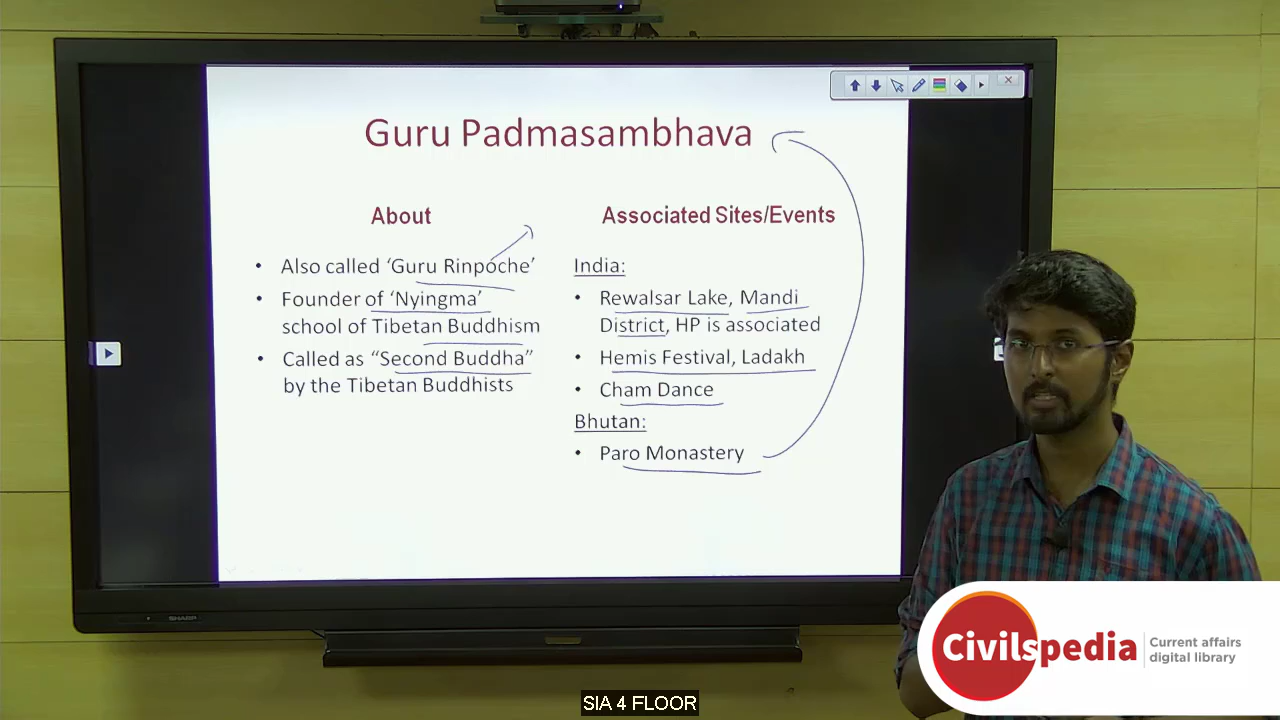 Guru Padmasambhava
About
• Also called ‘Guru Rinpoche’
• Founder of ‘Nyingma’
school of Tibetan Buddhism
• Called as “Second Buddha”
by the Tibetan Buddhists
Associated Sites/Events
India:
• Rewalsar Lake, Mandi
District, HP is associated
• Hemis Festival, Ladakh
• Cham Dance
Bhutan:
• Paro Monastery
SHARP
Civilspedia
Current affairs
digital library
SIA 4 FLOOR